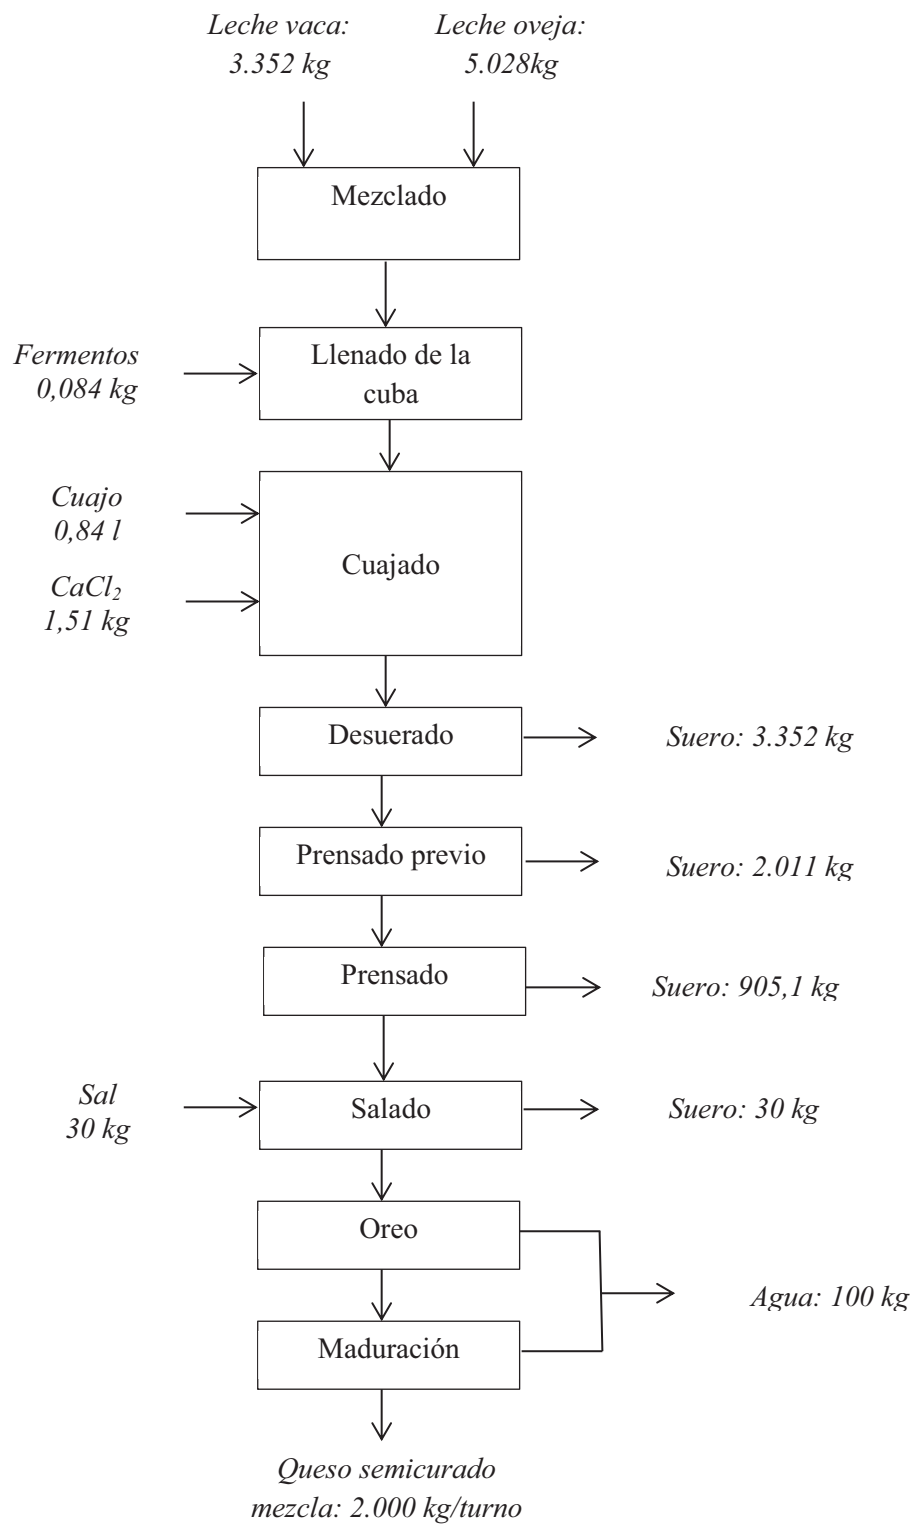 Leche vaca:
3.352 kg
Leche oveja:
5.028kg
Mezclado
Fermentos
0,084 kg
Llenado de la
cuba
Cuajo
0,84 l
CaCl₂
1,51 kg
Cuajado
Desuerado
Suero: 3.352 kg
Prensado previo
Suero: 2.011 kg
Prensado
Suero: 905,1 kg
Sal
30 kg
Salado
Suero: 30 kg
Oreo
Agua: 100 kg
Maduración
Queso semicurado
mezcla: 2.000 kg/turno